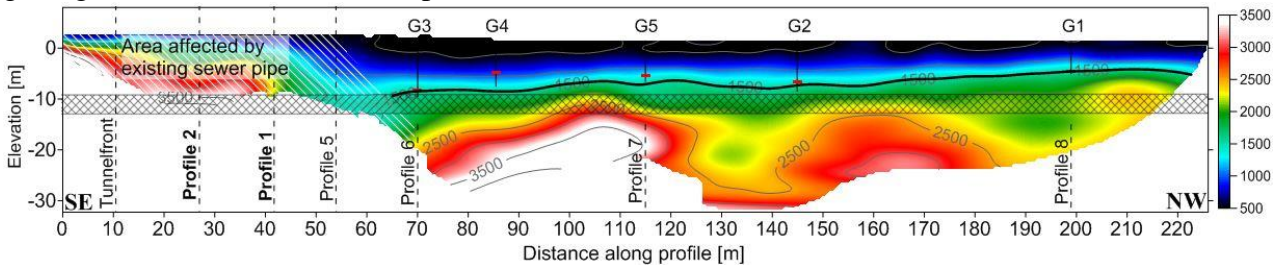 G3 G4 G5 G2 G1
Area affected by
existing sewer pipe
Elevation [m]
0
-10
-20
-30
1500
1500
1500
1500
3500
2500
2500
2500
2500
3500
Tunnelfront
Profile 2
Profile 1
Profile 5
Profile 6
Profile 7
Profile 8
SE
NW
0 10 20 30 40 50 60 70 80 90 100 110 120 130 140 150 160 170 180 190 200 210 220
Distance along profile [m]
3500
3000
2500
2000
1500
1000
500